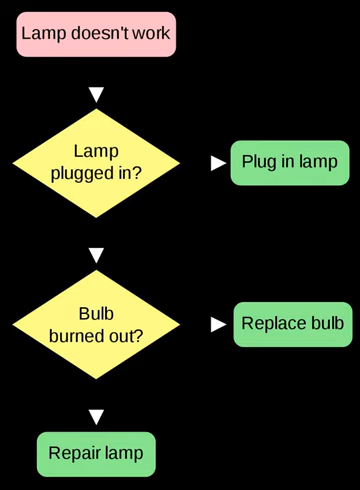 Lamp doesn't work
Lamp
plugged in?
Plug in lamp
Bulb
burned out?
Replace bulb
Repair lamp